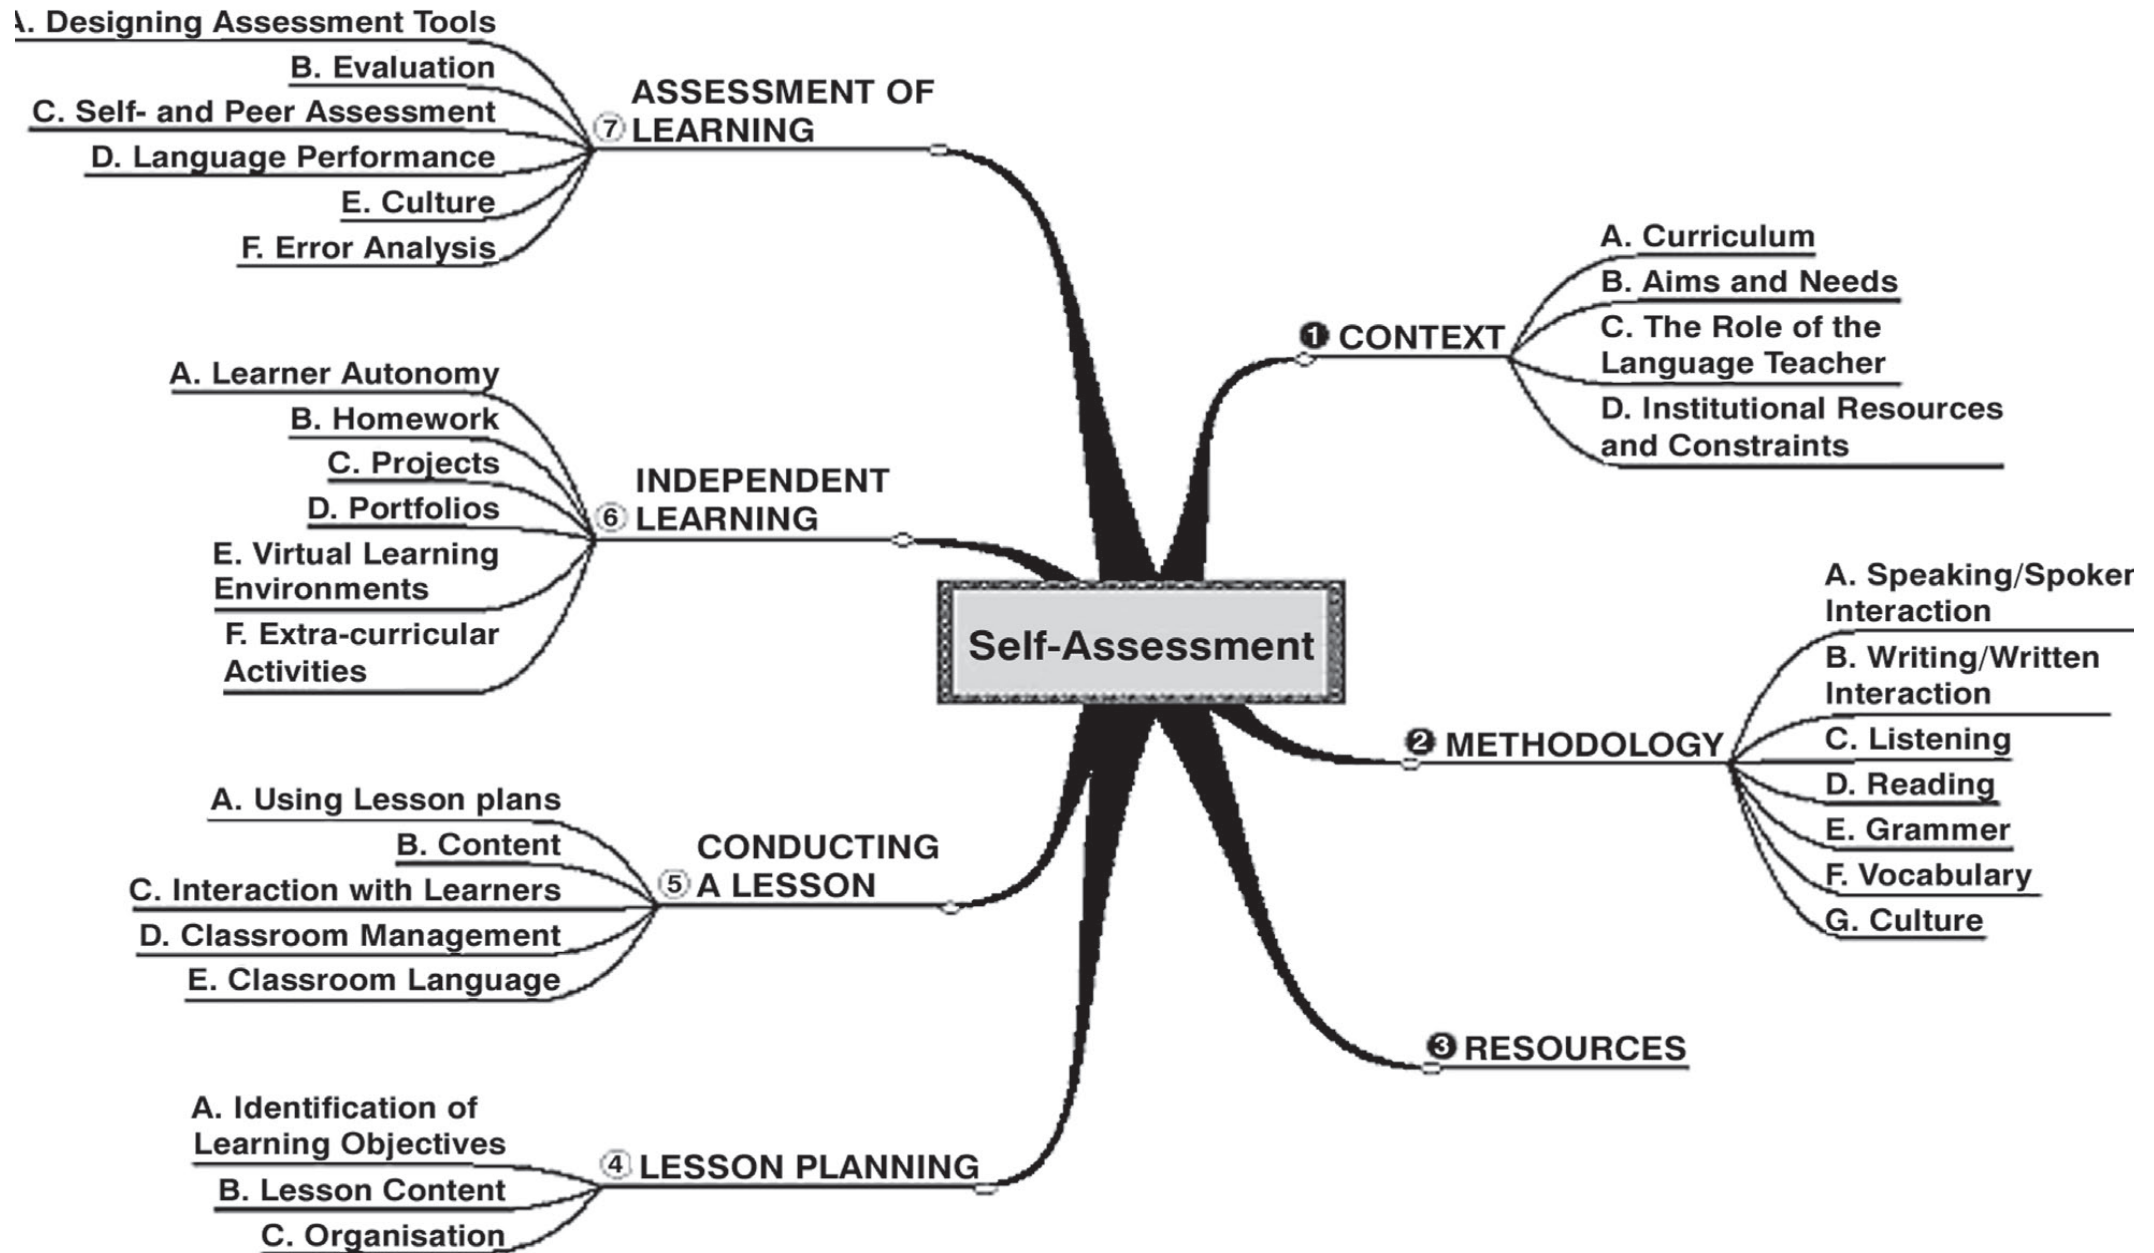 A. Designing Assessment Tools
B. Evaluation
C. Self- and Peer Assessment
D. Language Performance
E. Culture
F. Error Analysis
⑦ ASSESSMENT OF
LEARNING
A. Learner Autonomy
B. Homework
C. Projects
D. Portfolios
E. Virtual Learning
Environments
F. Extra-curricular
Activities
⑥ INDEPENDENT
LEARNING
A. Using Lesson plans
B. Content
C. Interaction with Learners
D. Classroom Management
E. Classroom Language
⑤ CONDUCTING
A LESSON
A. Identification of
Learning Objectives
B. Lesson Content
C. Organisation
④ LESSON PLANNING
Self-Assessment
❶ CONTEXT
A. Curriculum
B. Aims and Needs
C. The Role of the
Language Teacher
D. Institutional Resources
and Constraints
❷ METHODOLOGY
A. Speaking/Spoken
Interaction
B. Writing/Written
Interaction
C. Listening
D. Reading
E. Grammer
F. Vocabulary
G. Culture
❸ RESOURCES